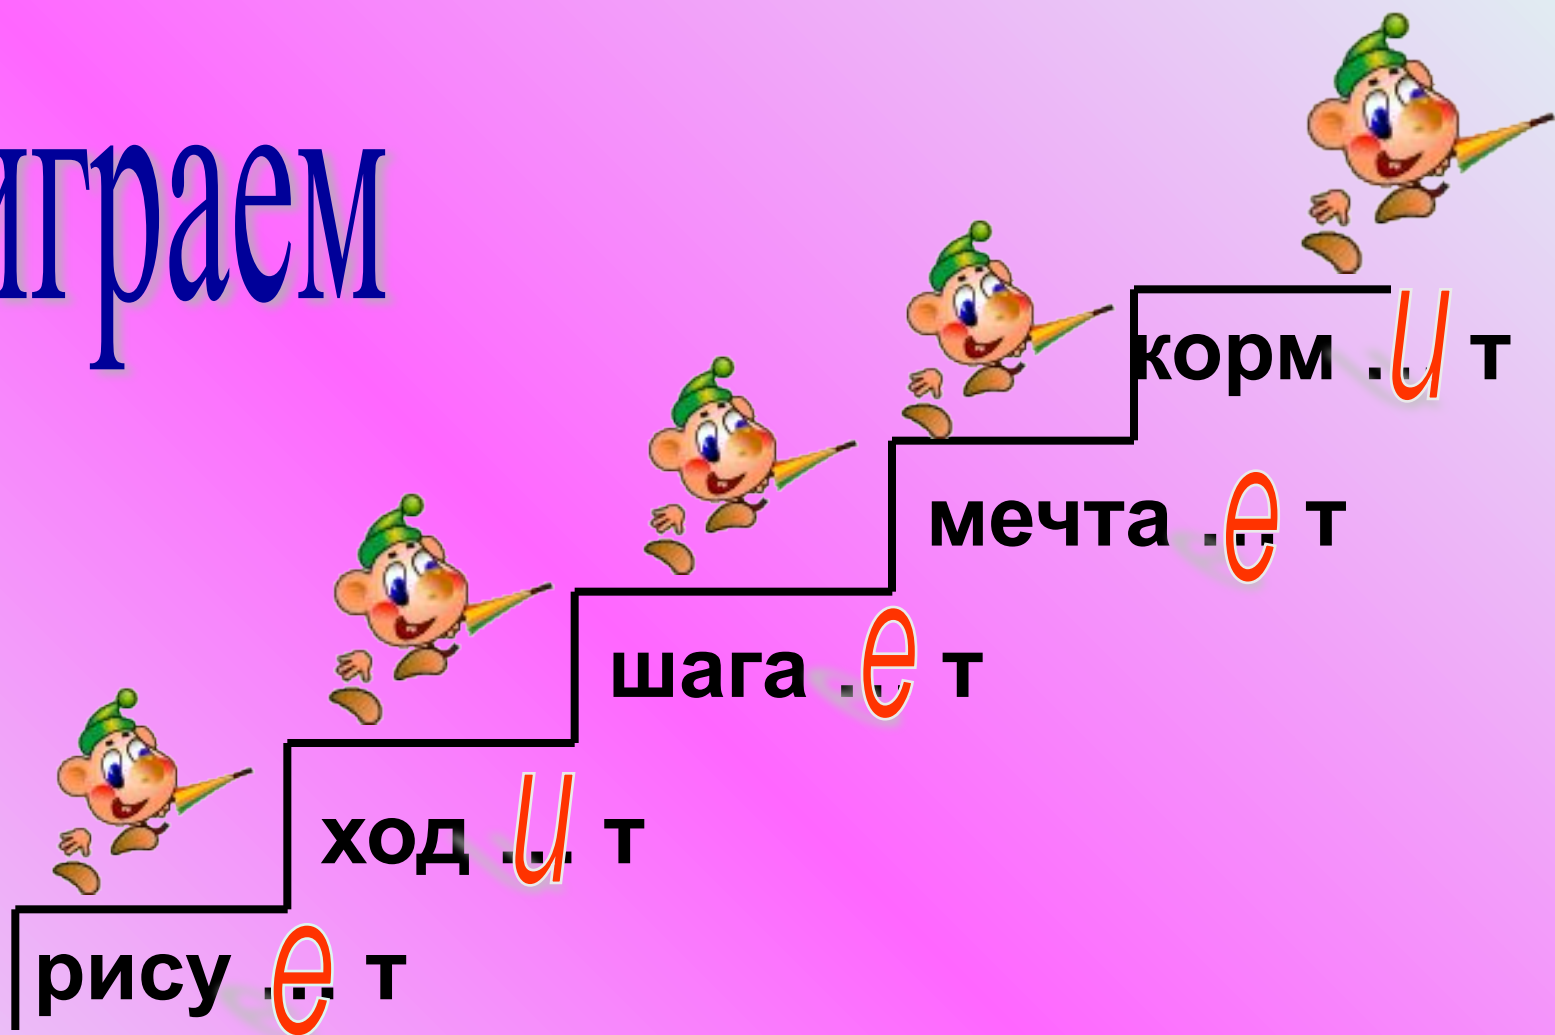 играем
корм ... и т
мечта ... е т
шага ... е т
ход ... и т
рису ... е т